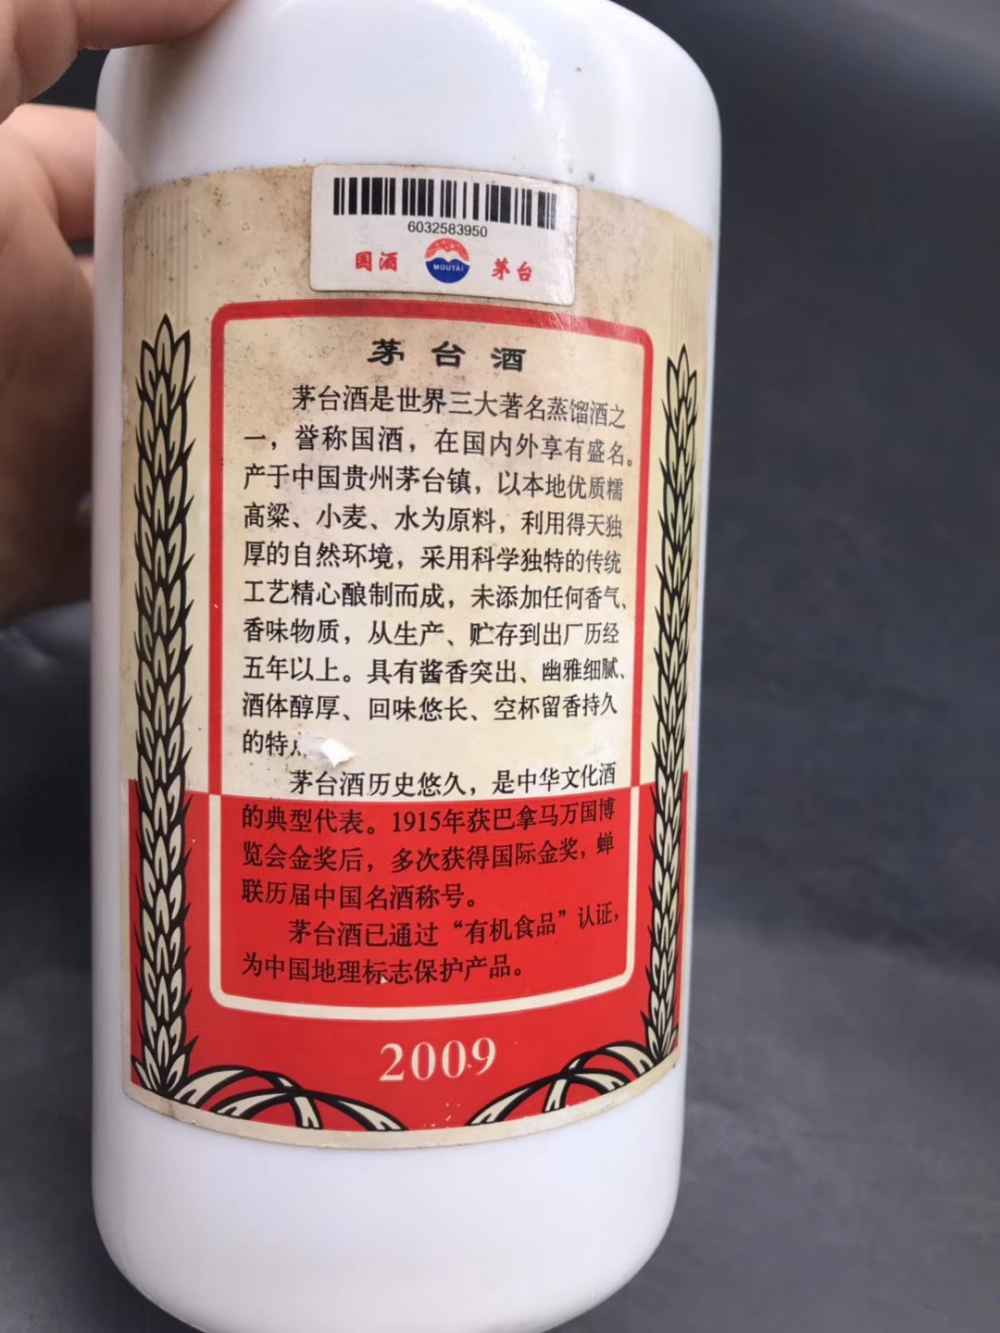 6032583950
国酒 MOUTAI 茅台
茅台酒
茅台酒是世界三大著名蒸馏酒之
一，誉称国酒，在国内外享有盛名。
产于中国贵州茅台镇，以本地优质糯
高粱、小麦、水为原料，利用得天独
厚的自然环境，采用科学独特的传统
工艺精心酿制而成，未添加任何香气、
香味物质，从生产、贮存到出厂历经
五年以上。具有酱香突出、幽雅细腻、
酒体醇厚、回味悠长、空杯留香持久
的特
茅台酒历史悠久，是中华文化酒
的典型代表。1915年获巴拿马万国博
览会金奖后，多次获得国际金奖，蝉
联历届中国名酒称号。
茅台酒已通过“有机食品”认证，
为中国地理标志保护产品。
2009